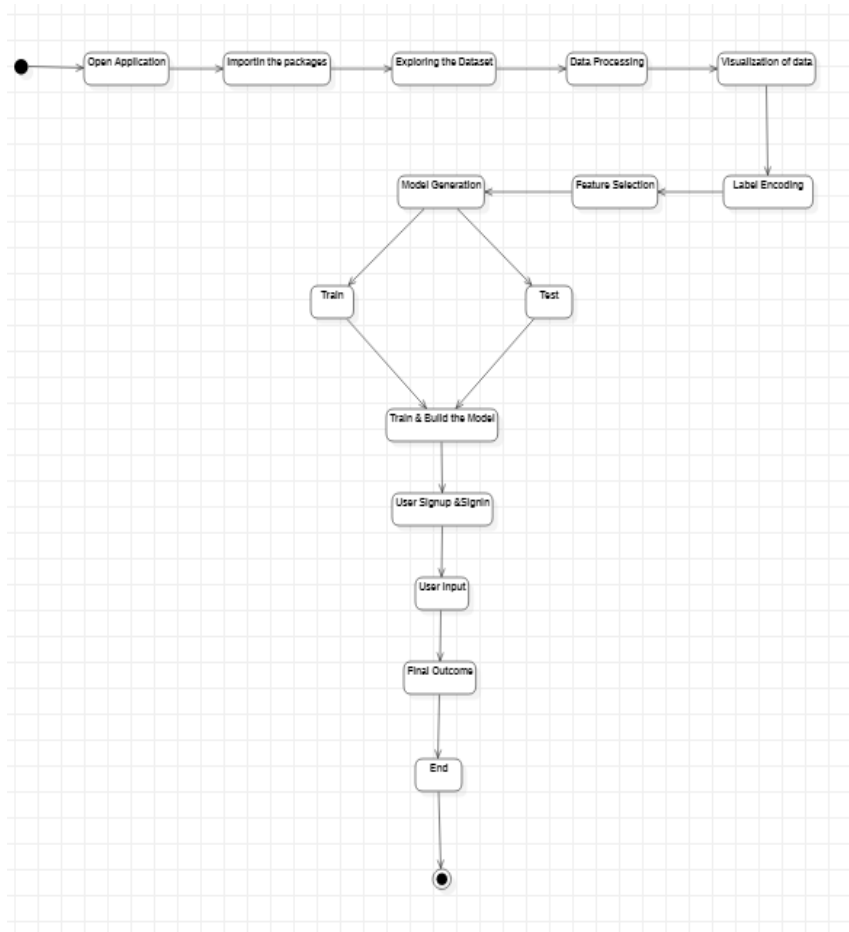 Open Application
Importin the packages
Exploring the Dataset
Data Processing
Visualization of data
Model Generation
Feature Selection
Label Encoding
Train
Test
Train & Build the Model
User Signup &Signin
User Input
Final Outcome
End